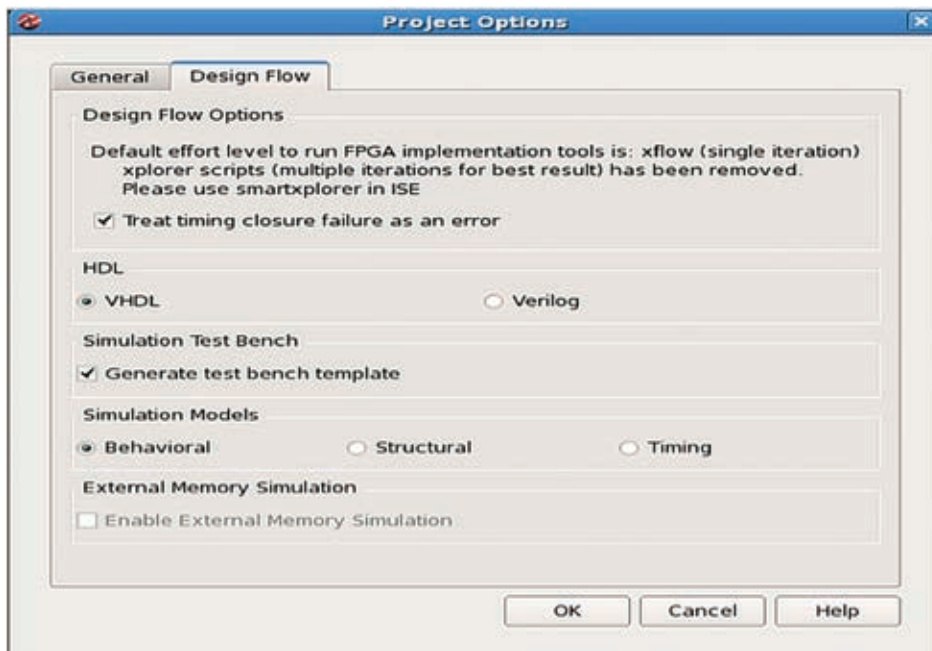 Project Options
General
Design Flow
Design Flow Options
Default effort level to run FPGA implementation tools is: xflow (single iteration)
xplorer scripts (multiple iterations for best result) has been removed.
Please use smartxplorer in ISE
Treat timing closure failure as an error
HDL
VHDL
Verilog
Simulation Test Bench
Generate test bench template
Simulation Models
Behavioral
Structural
Timing
External Memory Simulation
Enable External Memory Simulation
OK
Cancel
Help